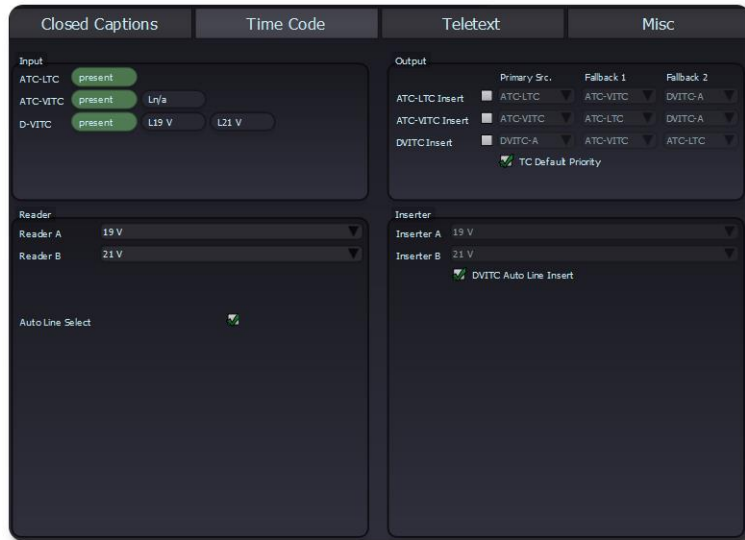 Closed Captions Time Code Teletext Misc
Input
ATC-LTC present
ATC-VITC present Ln/a
D-VITC present L19 V L21 V
Output
Primary Src. Fallback 1 Fallback 2
ATC-LTC Insert ATC-LTC ATC-VITC DVITC-A
ATC-VITC Insert ATC-VITC ATC-LTC DVITC-A
DVITC Insert DVITC-A ATC-VITC ATC-LTC
TC Default Priority
Reader
Reader A 19 V
Reader B 21 V
Auto Line Select
Inserter
Inserter A 19 V
Inserter B 21 V
DVITC Auto Line Insert